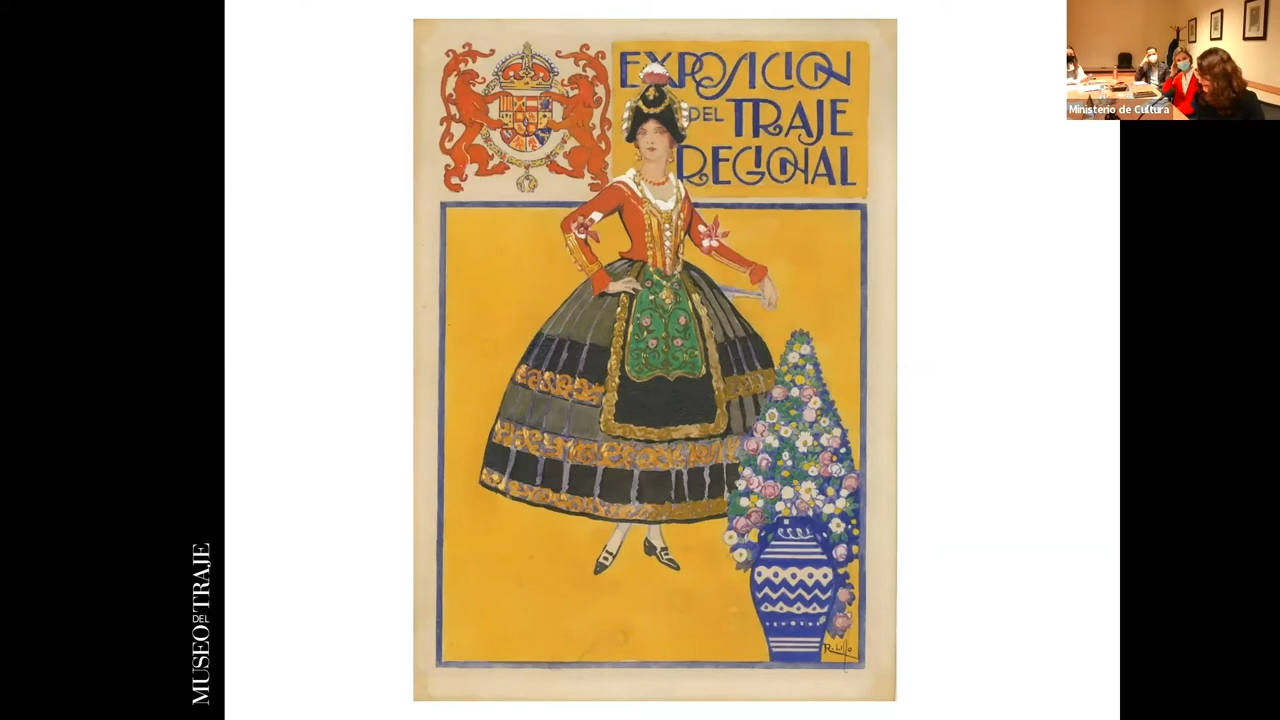 EXPOSICION
DEL TRAJE
REGIONAL
R. Lillo
MUSEO DEL TRAJE
Ministerio de Cultura